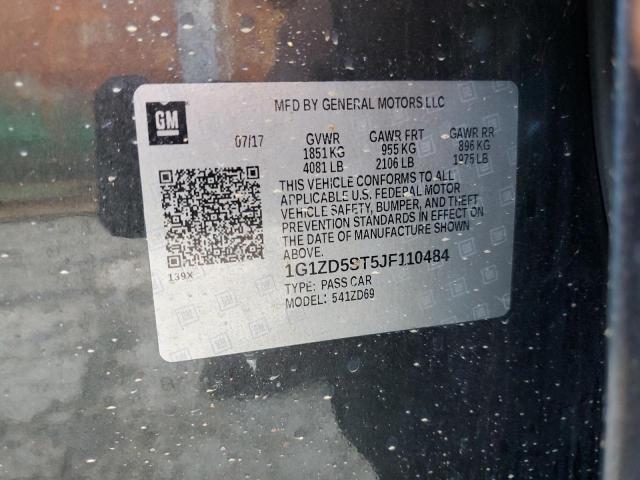 GM
MFD BY GENERAL MOTORS LLC
07/17 GVWR GAWR FRT GAWR RR
1851 KG 955 KG 896 KG
4081 LB 2106 LB 1975 LB
THIS VEHICLE CONFORMS TO ALL
APPLICABLE U.S. FEDERAL MOTOR
VEHICLE SAFETY, BUMPER, AND THEFT
PREVENTION STANDARDS IN EFFECT ON
THE DATE OF MANUFACTURE SHOWN
ABOVE.
139X
1G1ZD5ST5JF110484
TYPE: PASS CAR
MODEL: 541ZD69